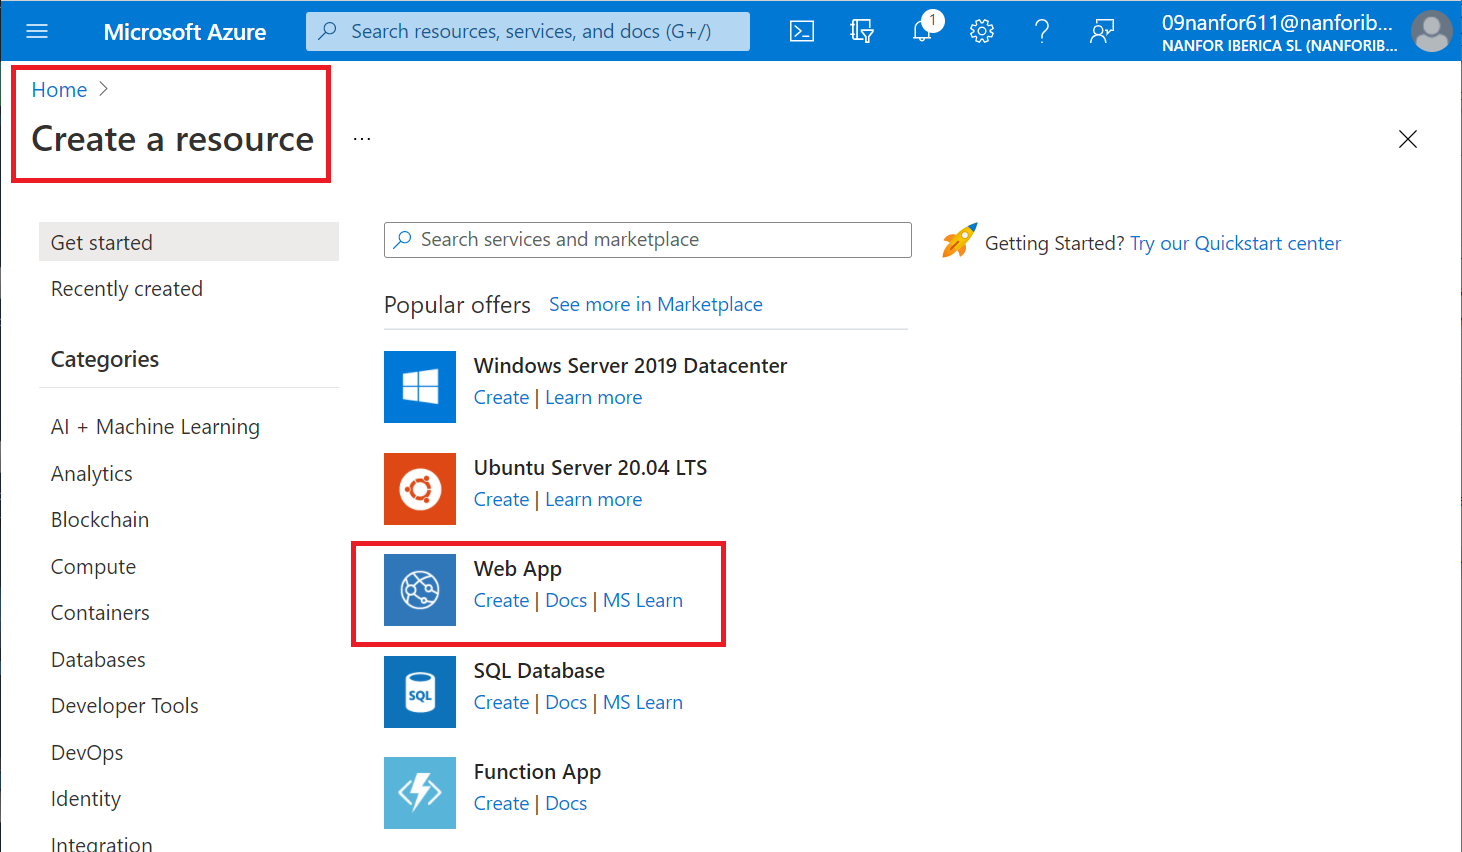 Microsoft Azure
Search resources, services, and docs (G+/)
1
09nanfor611@nanforib...
NANFOR IBERICA SL (NANFORIB...
Home >
Create a resource
...
Get started
Recently created
Categories
AI + Machine Learning
Analytics
Blockchain
Compute
Containers
Databases
Developer Tools
DevOps
Identity
Integration
Search services and marketplace
Popular offers See more in Marketplace
Windows Server 2019 Datacenter
Create | Learn more
Ubuntu Server 20.04 LTS
Create | Learn more
Web App
Create | Docs | MS Learn
SQL
SQL Database
Create | Docs | MS Learn
Function App
Create | Docs
Getting Started? Try our Quickstart center